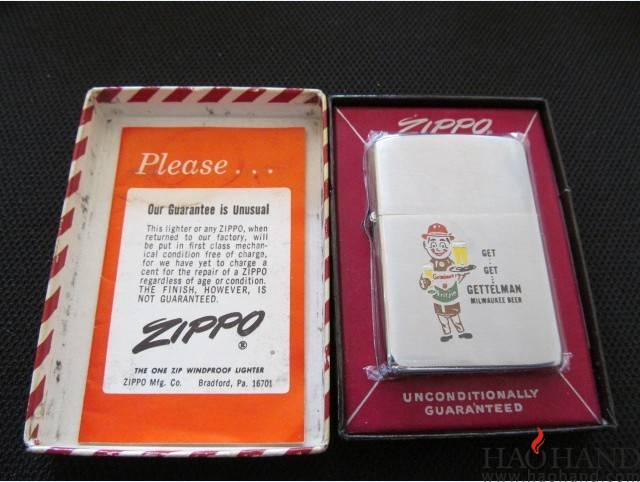 Please...
Our Guarantee is Unusual
This lighter or any ZIPPO, when
returned to our factory, will
be put in first class mechan-
ical condition free of charge,
for we have yet to charge a
cent for the repair of a ZIPPO
regardless of age or condition.
THE FINISH, HOWEVER, IS
NOT GUARANTEED.
ZIPPO®
THE ONE ZIP WINDPROOF LIGHTER
ZIPPO Mfg. Co. Bradford, Pa. 16701
ZIPPO
GET
GET
GETTELMAN
MILWAUKEE BEER
UNCONDITIONALLY
GUARANTEED
HAOHAND
www.haohand.com